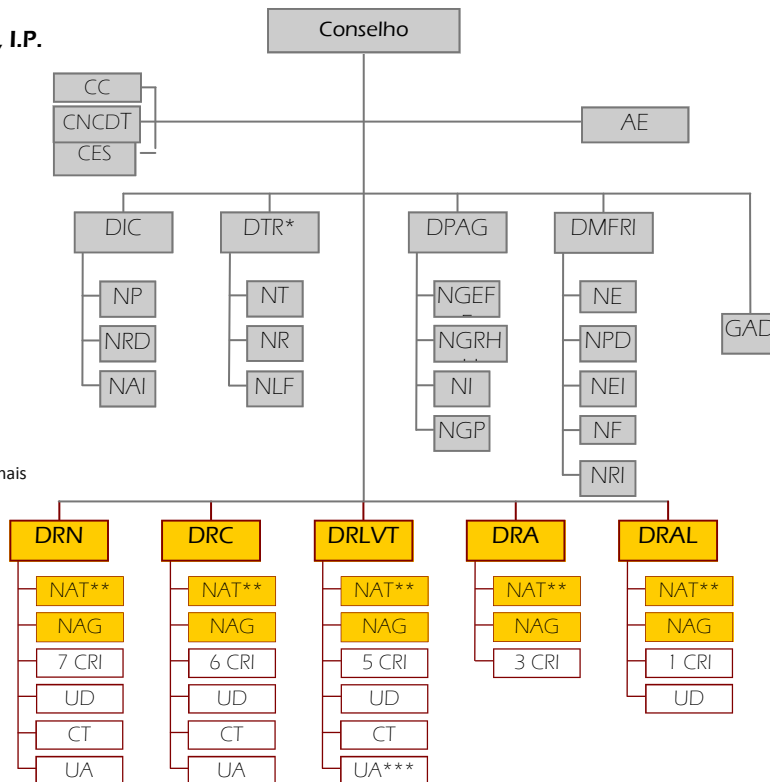 , I.P.
Conselho
CC
CNCDT
CES
AE
DIC
DTR*
DPAG
DMFRI
GAD
NP
NRD
NAI
NT
NR
NLF
NGEF
NGRH
NI
NGP
NE
NPD
NEI
NF
NRI
nais
DRN
DRC
DRLVT
DRA
DRAL
NAT**
NAT**
NAT**
NAT**
NAT**
NAG
NAG
NAG
NAG
NAG
7 CRI
6 CRI
5 CRI
3 CRI
1 CRI
UD
UD
UD
UD
CT
CT
CT
UA
UA
UA***